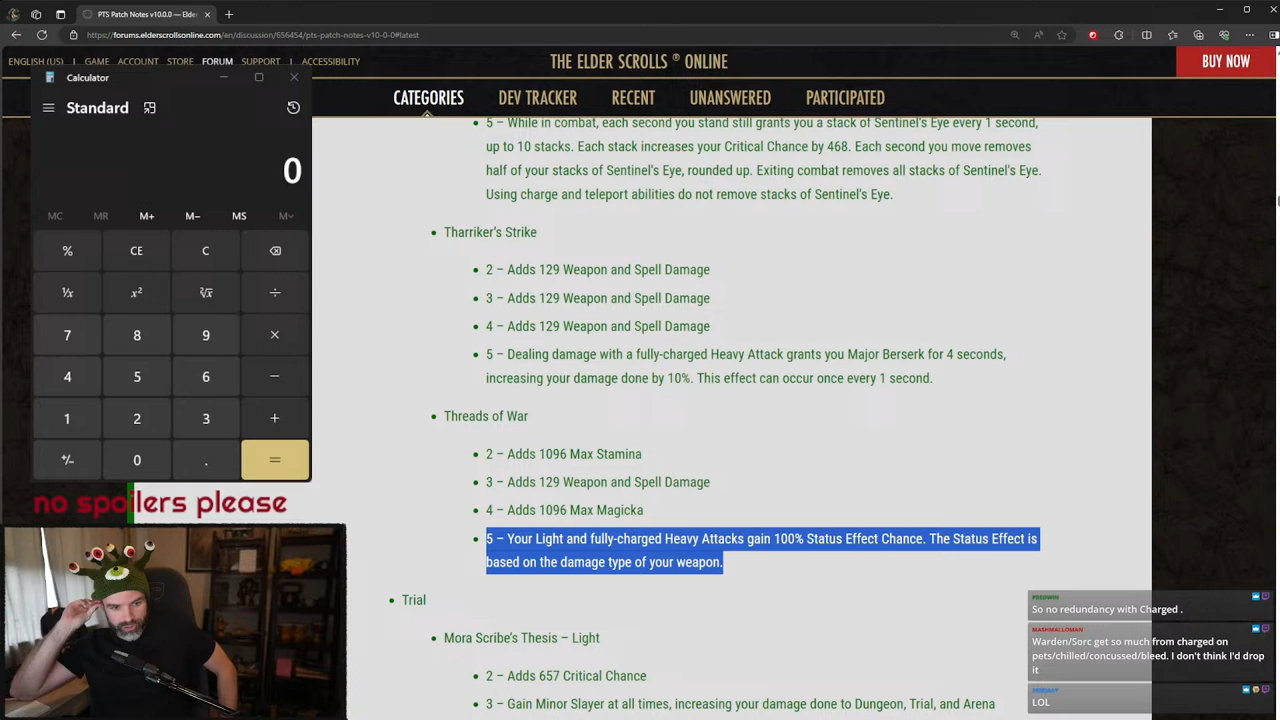 PTS Patch Notes v10.0.0 — Elder
https://forums.elderscrollsonline.com/en/discussion/656454/pts-patch-notes-v10-0-0#latest
ENGLISH (US)
GAME
ACCOUNT
STORE
FORUM
SUPPORT
ACCESSIBILITY
THE ELDER SCROLLS ® ONLINE
BUY NOW
CATEGORIES
DEV TRACKER
RECENT
UNANSWERED
PARTICIPATED
Calculator
Standard
0
MC MR M+ M− MS M˅
% CE C
¹/x x² ²√x ÷
7 8 9 ×
4 5 6 −
1 2 3 +
+/− 0 . =
5 – While in combat, each second you stand still grants you a stack of Sentinel's Eye every 1 second,
up to 10 stacks. Each stack increases your Critical Chance by 468. Each second you move removes
half of your stacks of Sentinel's Eye, rounded up. Exiting combat removes all stacks of Sentinel's Eye.
Using charge and teleport abilities do not remove stacks of Sentinel's Eye.
Tharriker's Strike
2 – Adds 129 Weapon and Spell Damage
3 – Adds 129 Weapon and Spell Damage
4 – Adds 129 Weapon and Spell Damage
5 – Dealing damage with a fully-charged Heavy Attack grants you Major Berserk for 4 seconds,
increasing your damage done by 10%. This effect can occur once every 1 second.
Threads of War
2 – Adds 1096 Max Stamina
3 – Adds 129 Weapon and Spell Damage
4 – Adds 1096 Max Magicka
5 – Your Light and fully-charged Heavy Attacks gain 100% Status Effect Chance. The Status Effect is
based on the damage type of your weapon.
Trial
Mora Scribe's Thesis – Light
2 – Adds 657 Critical Chance
3 – Gain Minor Slayer at all times, increasing your damage done to Dungeon, Trial, and Arena
no spoilers please
So no redundancy with Charged .
MASHMALLOMAN
Warden/Sorc get so much from charged on
pets/chilled/concussed/bleed. I don't think I'd drop
it
LOL